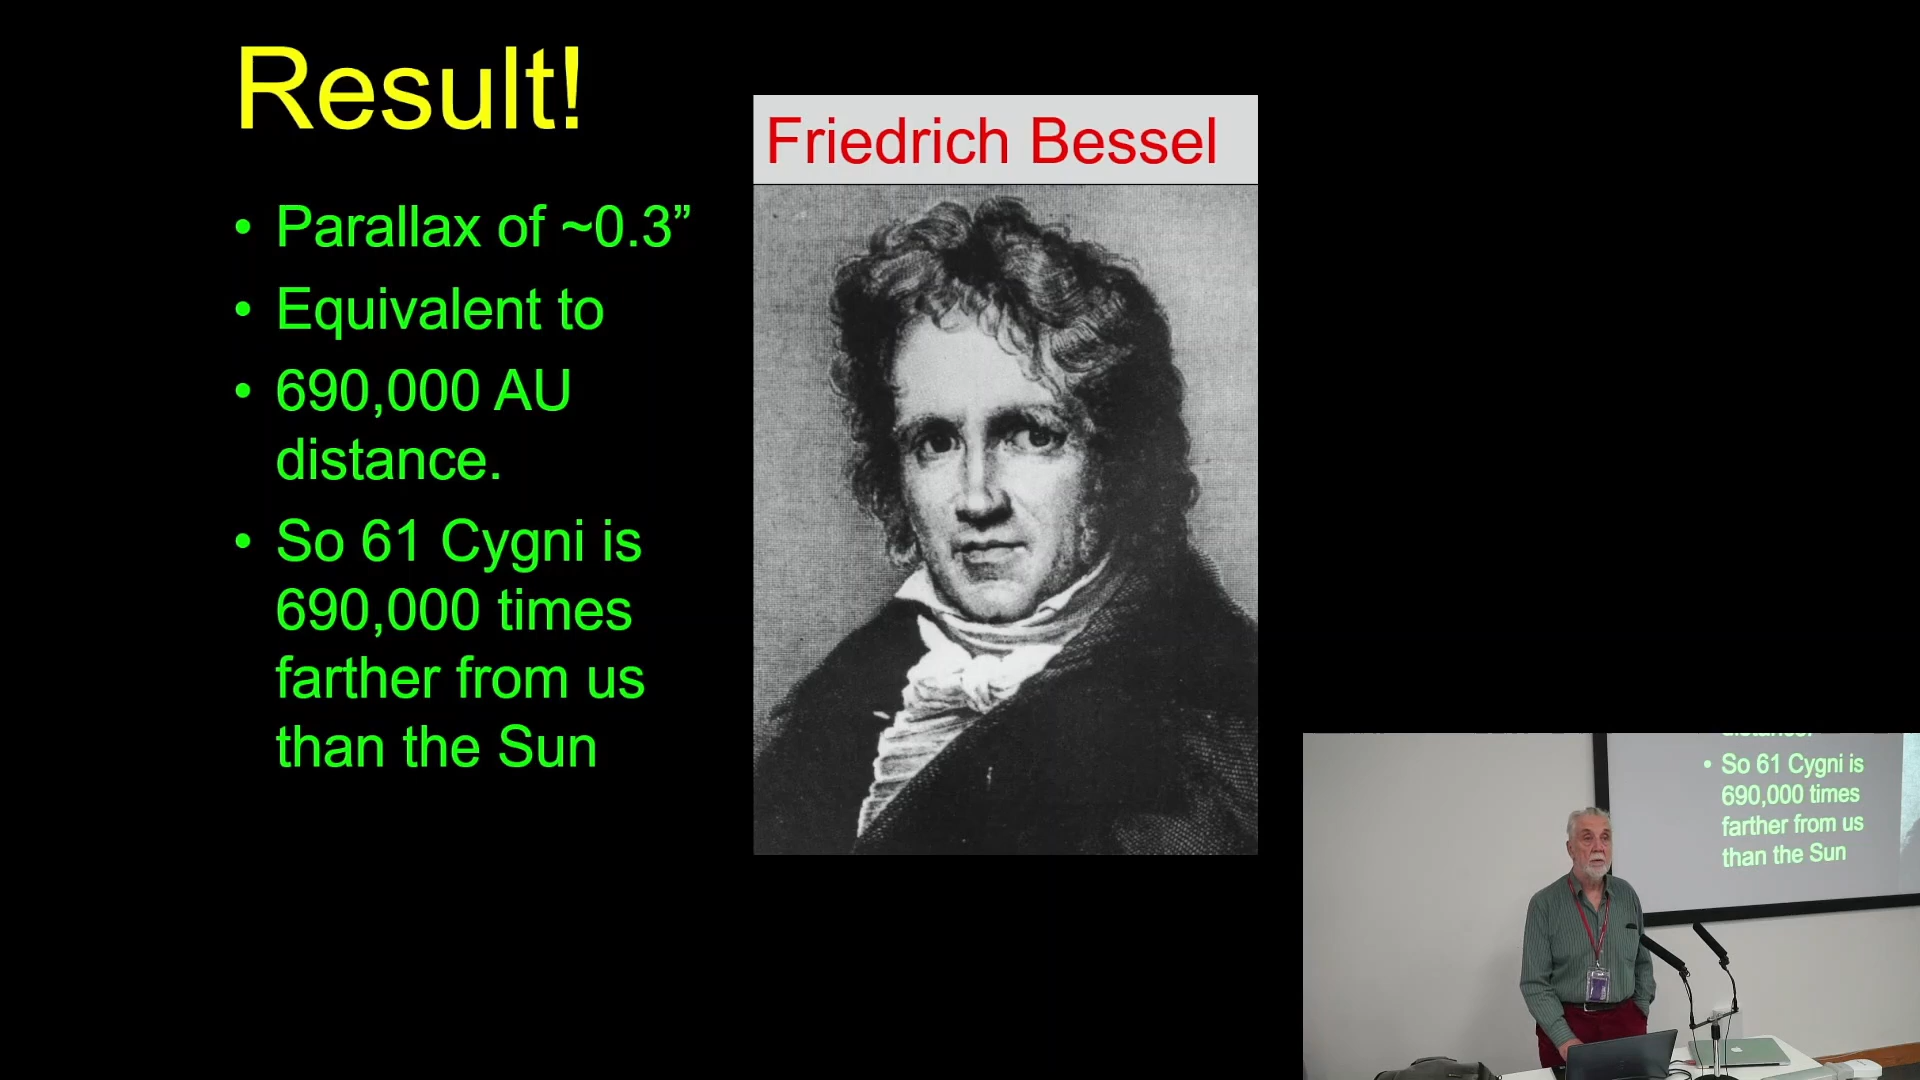 Result!
Friedrich Bessel
• Parallax of ~0.3”
• Equivalent to
• 690,000 AU
distance.
• So 61 Cygni is
690,000 times
farther from us
than the Sun
distance.
• So 61 Cygni is
690,000 times
farther from us
than the Sun